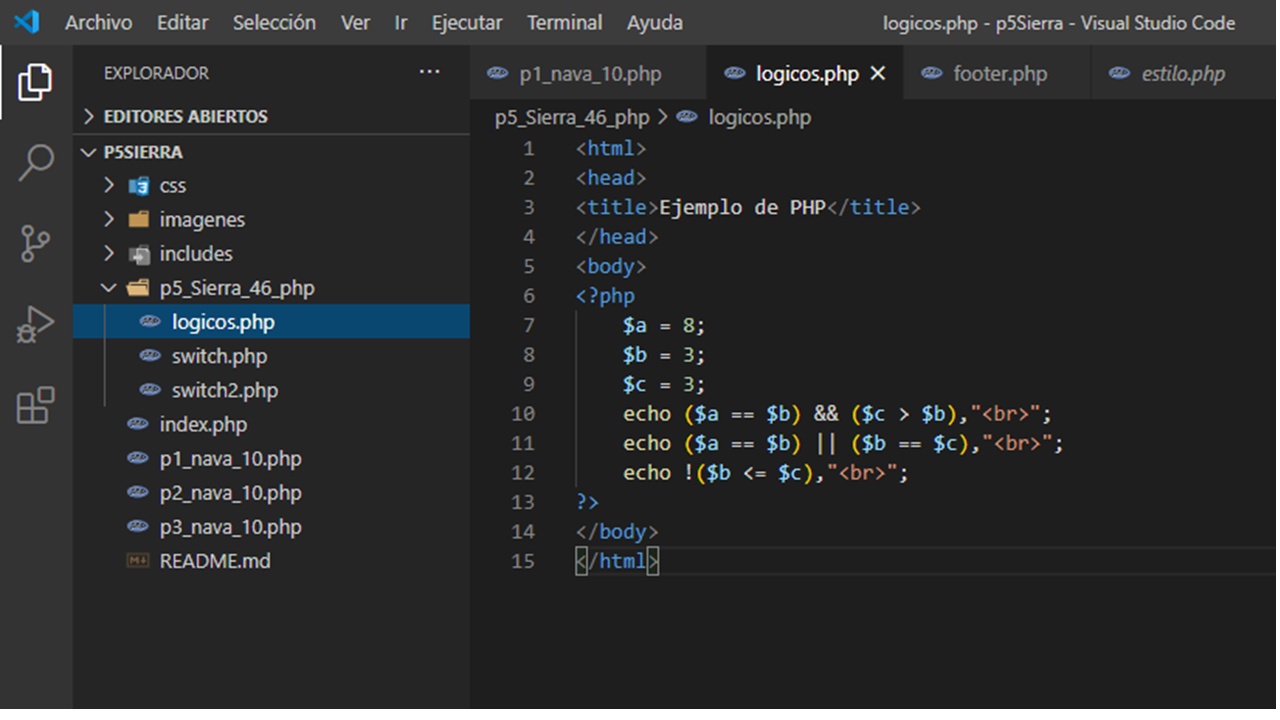 Archivo Editar Selección Ver Ir Ejecutar Terminal Ayuda logicos.php - p5Sierra - Visual Studio Code
EXPLORADOR ···
EDITORES ABIERTOS
P5SIERRA
css
imagenes
includes
p5_Sierra_46_php
logicos.php
switch.php
switch2.php
index.php
p1_nava_10.php
p2_nava_10.php
p3_nava_10.php
README.md
p1_nava_10.php logicos.php footer.php estilo.php
p5_Sierra_46_php > logicos.php
1 <html>
2 <head>
3 <title>Ejemplo de PHP</title>
4 </head>
5 <body>
6 <?php
7 $a = 8;
8 $b = 3;
9 $c = 3;
10 echo ($a == $b) && ($c > $b),"<br>";
11 echo ($a == $b) || ($b == $c),"<br>";
12 echo !($b <= $c),"<br>";
13 ?>
14 </body>
15 </html>